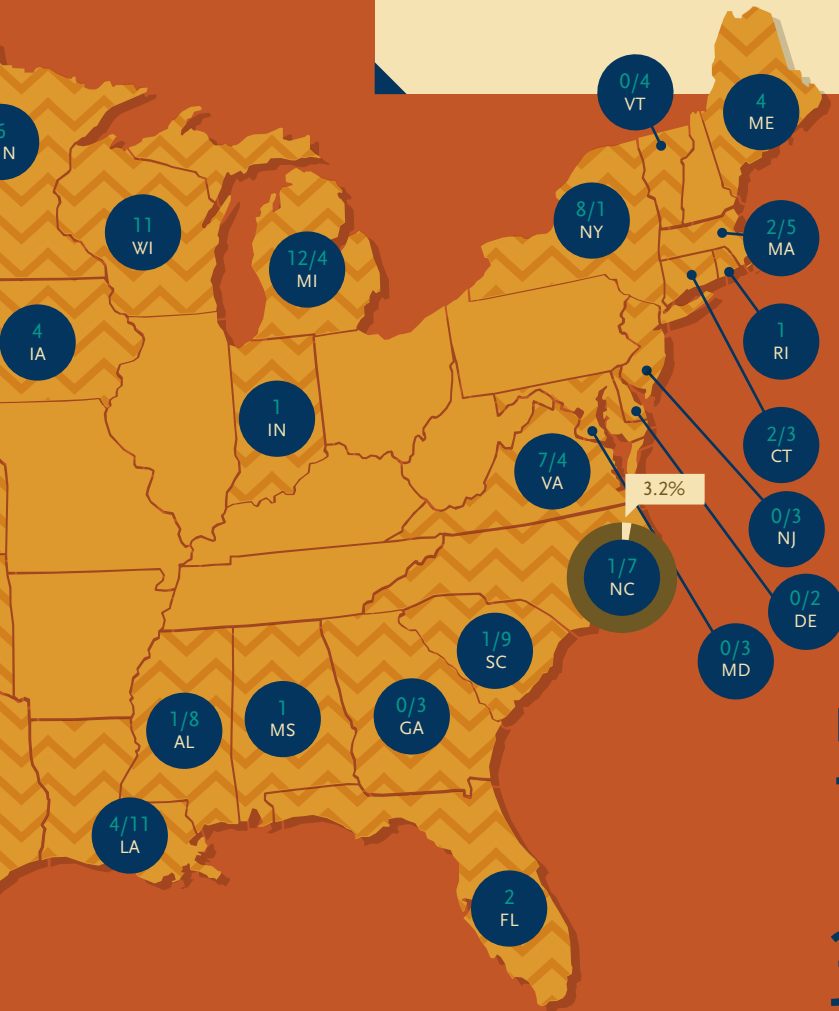 0/4
VT
4
ME
N
11
WI
8/1
NY
2/5
MA
12/4
MI
4
IA
1
RI
1
IN
2/3
CT
7/4
VA
3.2%
0/3
NJ
1/7
NC
0/2
DE
1/9
SC
0/3
MD
1/8
AL
1
MS
0/3
GA
4/11
LA
2
FL